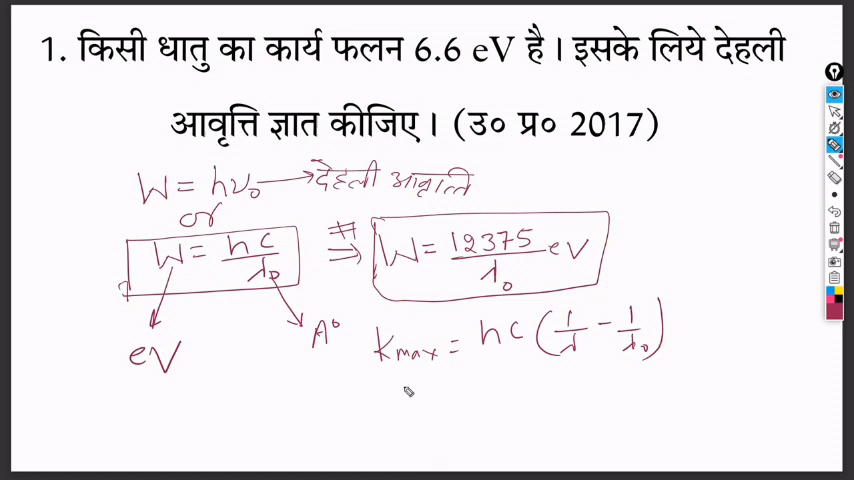 1. किसी धातु का कार्य फलन 6.6 eV है। इसके लिये देहली
आवृत्ति ज्ञात कीजिए। (उ० प्र० 2017)
W = hν₀ → देहली आवृत्ति
or
W = hc/λ₀ ⇒ W = 12375/λ₀ eV
eV A°
Kmax = hc (1/λ - 1/λ₀)